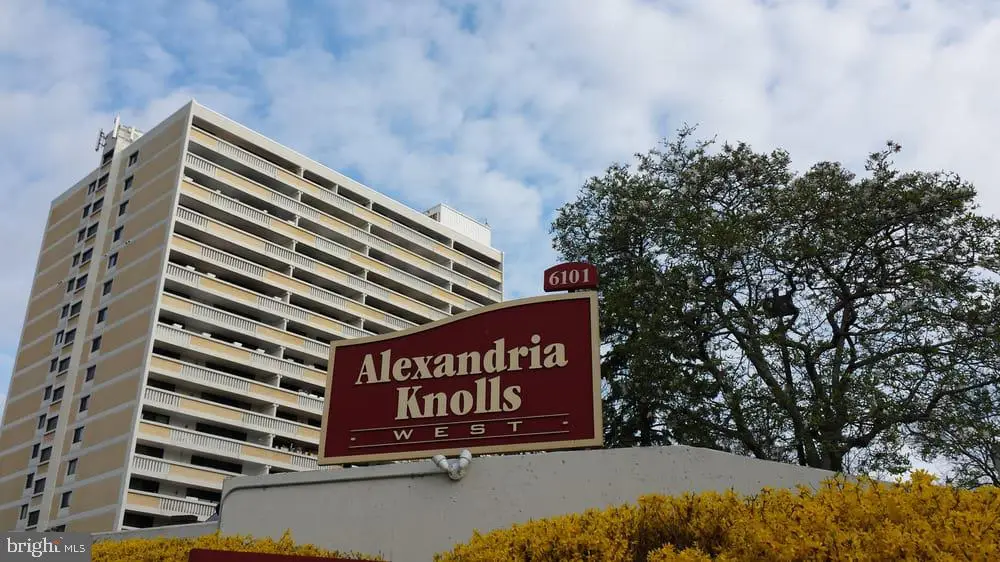 6101
Alexandria
Knolls
WEST
bright MLS